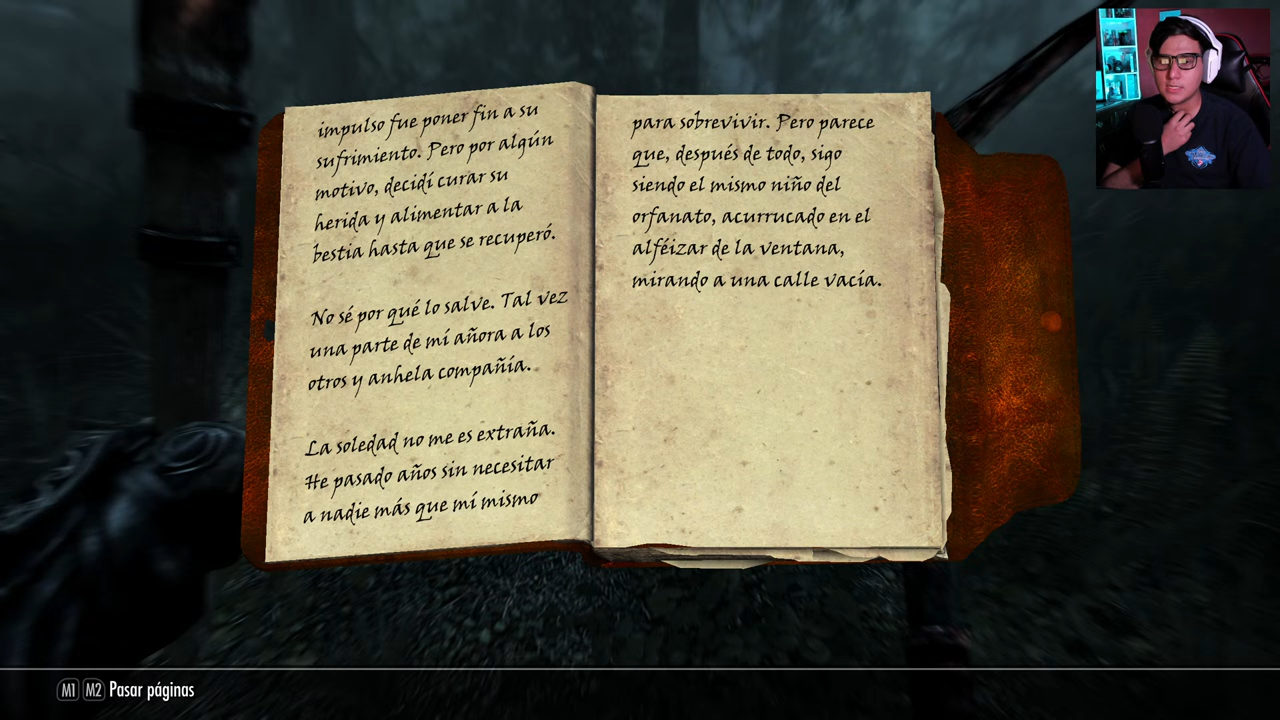 impulso fue poner fin a su
sufrimiento. Pero por algún
motivo, decidí curar su
herida y alimentar a la
bestia hasta que se recuperó.
No sé por qué lo salve. Tal vez
una parte de mí añora a los
otros y anhela compañía.
La soledad no me es extraña.
He pasado años sin necesitar
a nadie más que mí mismo
para sobrevivir. Pero parece
que, después de todo, sigo
siendo el mismo niño del
orfanato, acurrucado en el
alféizar de la ventana,
mirando a una calle vacía.
M1 M2 Pasar páginas